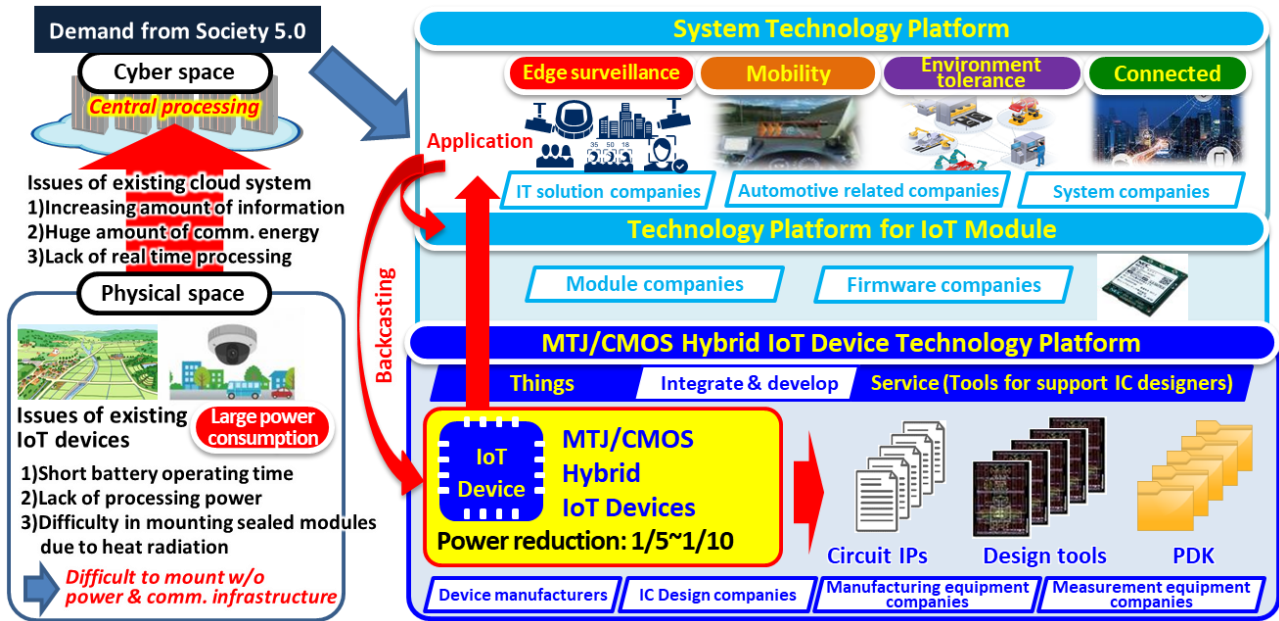 Demand from Society 5.0
Cyber space
Central processing
Issues of existing cloud system
1)Increasing amount of information
2)Huge amount of comm. energy
3)Lack of real time processing
Physical space
Issues of existing
IoT devices
Large power
consumption
1)Short battery operating time
2)Lack of processing power
3)Difficulty in mounting sealed modules
due to heat radiation
Difficult to mount w/o
power & comm. infrastructure
System Technology Platform
Edge surveillance
Mobility
Environment
tolerance
Connected
Application
35 50 18
IT solution companies
Automotive related companies
System companies
Technology Platform for IoT Module
Module companies
Firmware companies
Backcasting
MTJ/CMOS Hybrid IoT Device Technology Platform
Things
Integrate & develop
Service (Tools for support IC designers)
IoT
Device
MTJ/CMOS
Hybrid
IoT Devices
Power reduction: 1/5~1/10
Circuit IPs
Design tools
PDK
Device manufacturers
IC Design companies
Manufacturing equipment
companies
Measurement equipment
companies